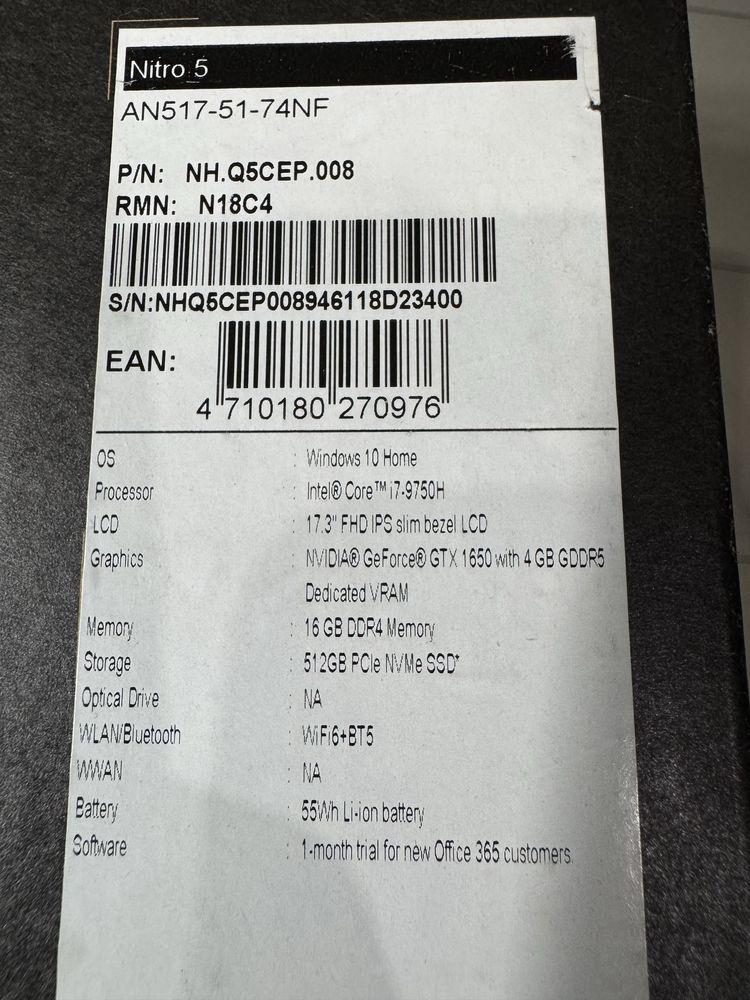 Nitro 5
AN517-51-74NF
P/N: NH.Q5CEP.008
RMN: N18C4
S/N:NHQ5CEP008946118D23400
EAN:
4 710180 270976
OS : Windows 10 Home
Processor : Intel® Core™ i7-9750H
LCD : 17.3" FHD IPS slim bezel LCD
Graphics : NVIDIA® GeForce® GTX 1650 with 4 GB GDDR5
Dedicated VRAM
Memory : 16 GB DDR4 Memory
Storage : 512GB PCIe NVMe SSD*
Optical Drive : NA
WLAN/Bluetooth : WiFi6+BT5
WWAN : NA
Battery : 55Wh Li-ion battery
Software : 1-month trial for new Office 365 customers.